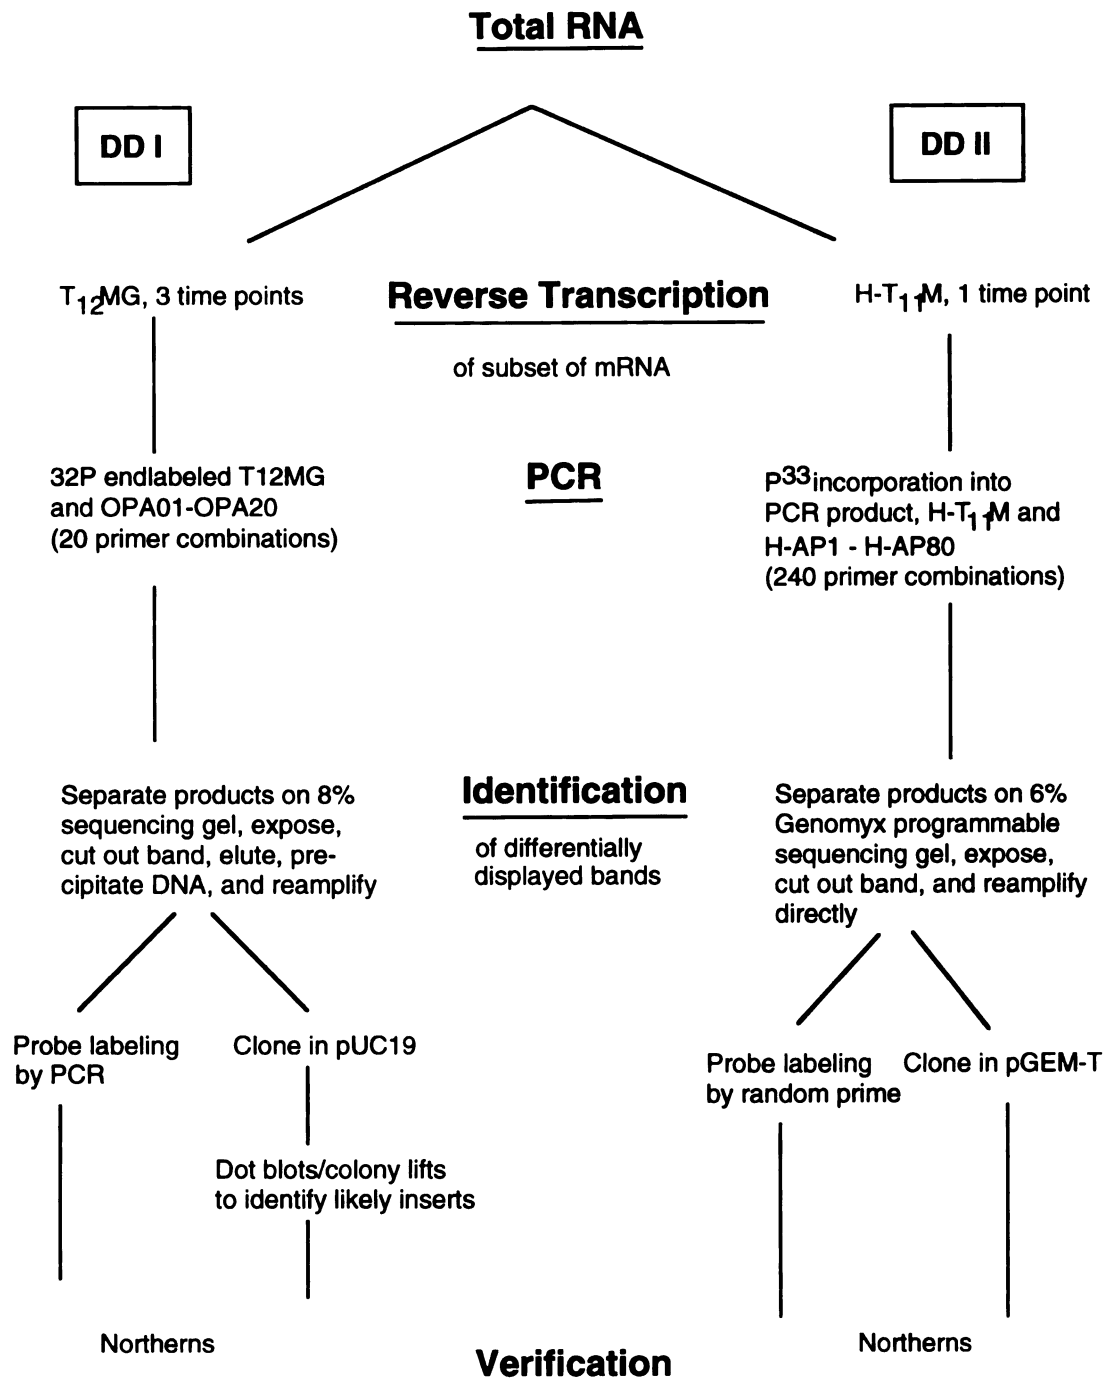 Total RNA
DD I
DD II
T12MG, 3 time points
Reverse Transcription
H-T11M, 1 time point
of subset of mRNA
32P endlabeled T12MG
and OPA01-OPA20
(20 primer combinations)
PCR
P33 incorporation into
PCR product, H-T11M and
H-AP1 - H-AP80
(240 primer combinations)
Separate products on 8%
sequencing gel, expose,
cut out band, elute, pre-
cipitate DNA, and reamplify
Identification
of differentially
displayed bands
Separate products on 6%
Genomyx programmable
sequencing gel, expose,
cut out band, and reamplify
directly
Probe labeling
by PCR
Clone in pUC19
Probe labeling
by random prime
Clone in pGEM-T
Dot blots/colony lifts
to identify likely inserts
Northerns
Verification
Northerns